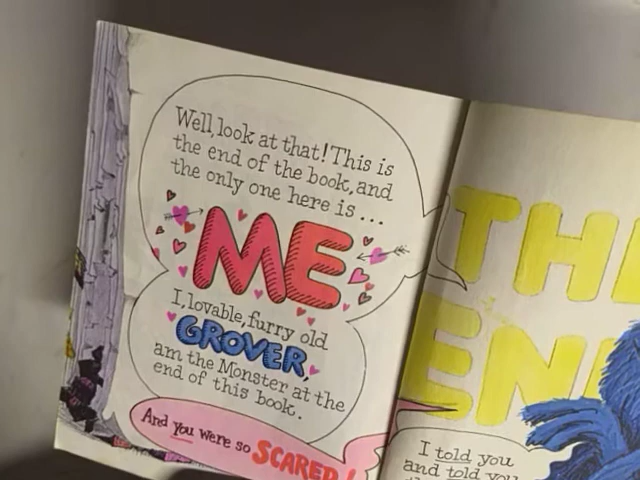 Well, look at that! This is
the end of the book, and
the only one here is ...
ME
I, lovable, furry old
GROVER,
am the Monster at the
end of this book.
And you were so SCARED!
TH
EN
I told you
and told you